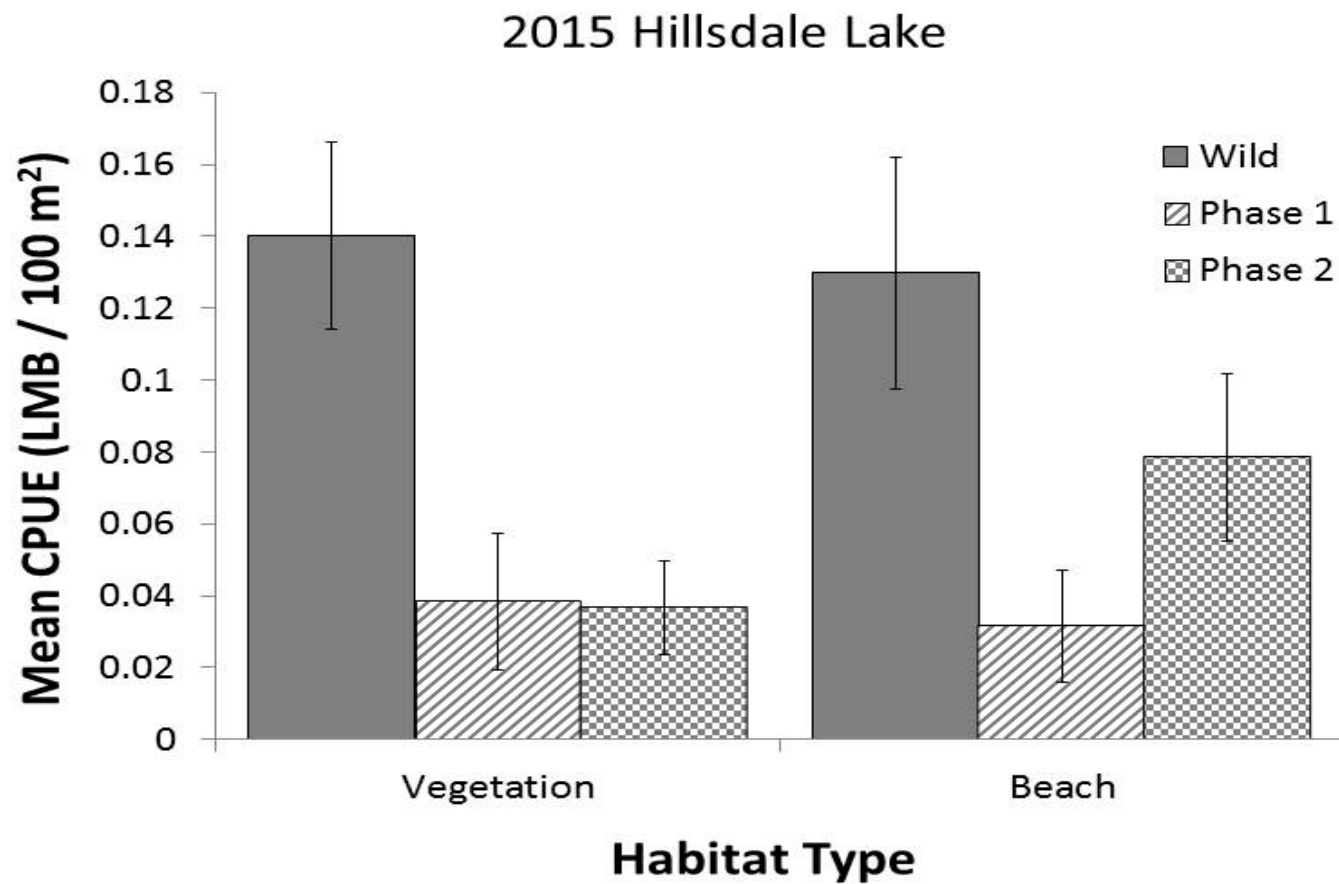 2015 Hillsdale Lake
Mean CPUE (LMB / 100 m²)
0.18
0.16
0.14
0.12
0.1
0.08
0.06
0.04
0.02
0
Wild
Phase 1
Phase 2
Vegetation
Beach
Habitat Type